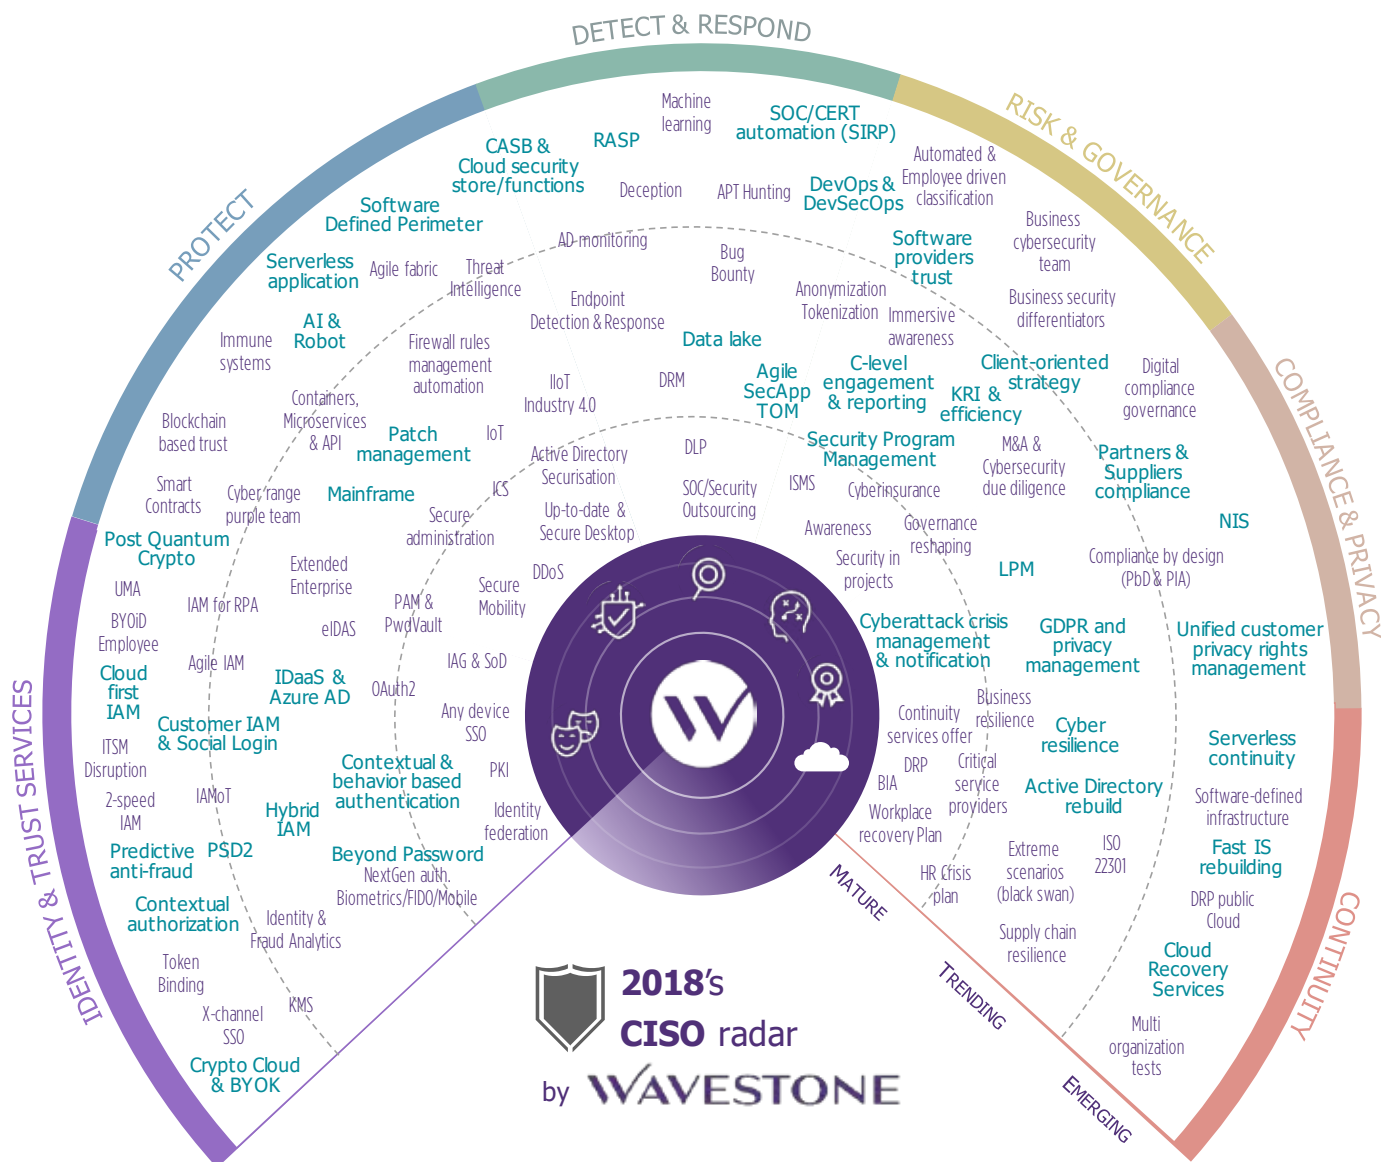 DETECT & RESPOND
RISK & GOVERNANCE
COMPLIANCE & PRIVACY
CONTINUITY
PROTECT
IDENTITY & TRUST SERVICES
Machine
learning
SOC/CERT
automation (SIRP)
RASP
CASB &
Cloud security
store/functions
Deception
APT Hunting
DevOps &
DevSecOps
Automated &
Employee driven
classification
Software
Defined Perimeter
AD monitoring
Bug
Bounty
Software
providers
trust
Business
cybersecurity
team
Serverless
application
Agile fabric
Threat
Intelligence
Endpoint
Detection & Response
Anonymization
Tokenization
Immersive
awareness
Business security
differentiators
AI &
Robot
Immune
systems
Firewall rules
management
automation
Data lake
Agile
SecApp
TOM
C-level
engagement
& reporting
Client-oriented
strategy
KRI &
efficiency
Digital
compliance
governance
IIoT
Industry 4.0
DRM
Containers,
Microservices
& API
Blockchain
based trust
Patch
management
IoT
Active Directory
Securisation
DLP
Security Program
Management
M&A &
Cybersecurity
due diligence
Partners &
Suppliers
compliance
Smart
Contracts
Cyber range
purple team
Mainframe
ICS
SOC/Security
Outsourcing
ISMS
Cyberinsurance
NIS
Up-to-date &
Secure Desktop
Secure
administration
Awareness
Governance
reshaping
Post Quantum
Crypto
Extended
Enterprise
DDoS
Security in
projects
LPM
Compliance by design
(PbD & PIA)
UMA
IAM for RPA
Secure
Mobility
PAM &
PwdVault
BYOiD
Employee
eIDAS
Cyberattack crisis
management
& notification
GDPR and
privacy
management
Unified customer
privacy rights
management
Agile IAM
IAG & SoD
Cloud
first
IAM
IDaaS &
Azure AD
OAuth2
Any device
SSO
Continuity
services offer
Business
resilience
Cyber
resilience
Serverless
continuity
Customer IAM
& Social Login
ITSM
Disruption
Contextual &
behavior based
authentication
PKI
DRP
BIA
Critical
service
providers
Active Directory
rebuild
Software-defined
infrastructure
2-speed
IAM
IAMoT
Hybrid
IAM
Identity
federation
Workplace
recovery Plan
Predictive
anti-fraud
PSD2
Beyond Password
NextGen auth.
Biometrics/FIDO/Mobile
HR Crisis
plan
Extreme
scenarios
(black swan)
ISO
22301
Fast IS
rebuilding
Contextual
authorization
Identity &
Fraud Analytics
DRP public
Cloud
Supply chain
resilience
Token
Binding
Cloud
Recovery
Services
X-channel
SSO
KMS
Multi
organization
tests
Crypto Cloud
& BYOK
MATURE
TRENDING
EMERGING
W
2018's
CISO radar
by WAVESTONE